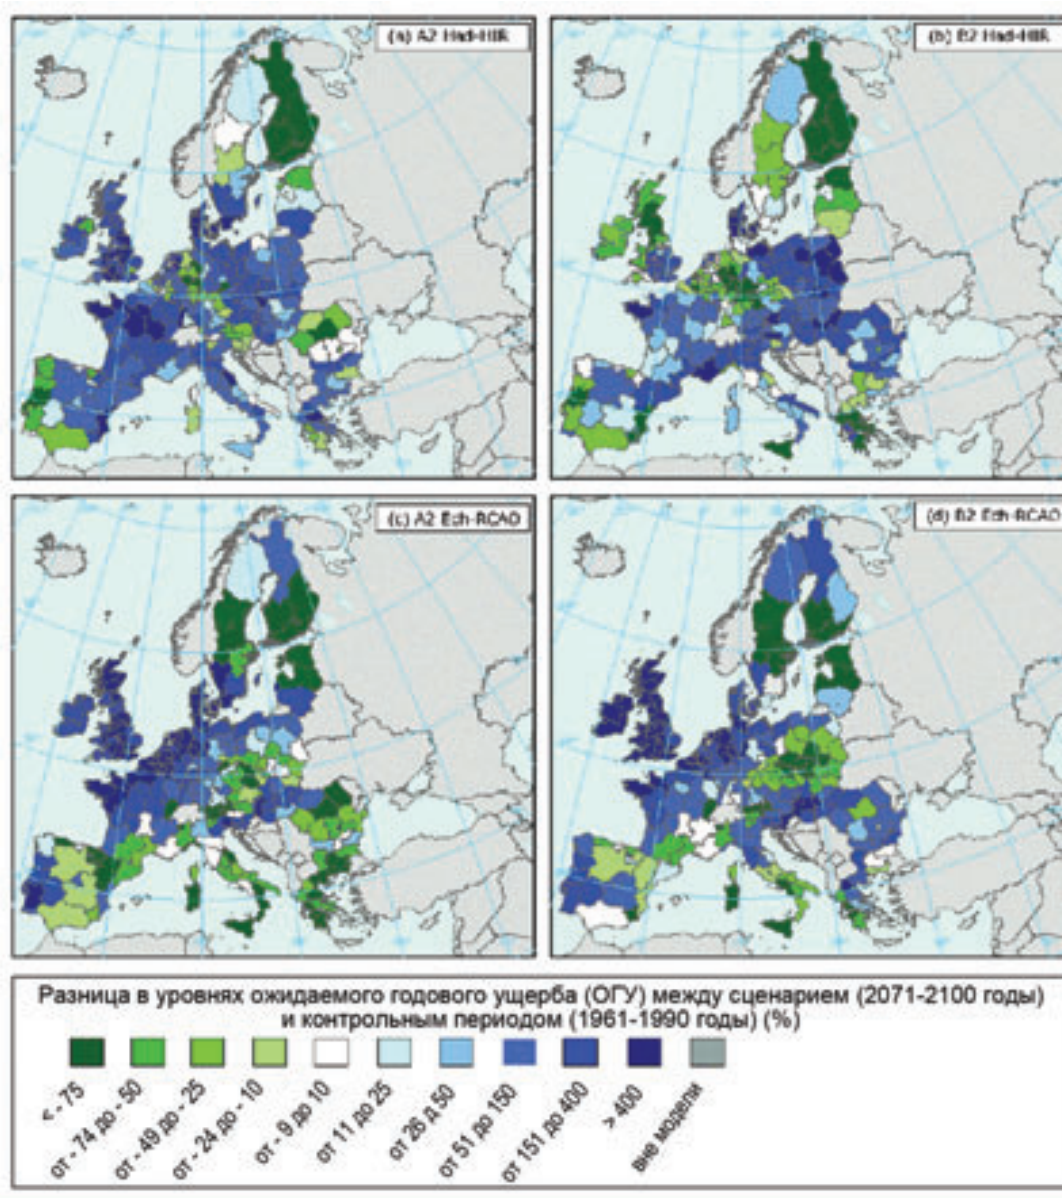 (a) A2 Had-HIR
(b) B2 Had-HIR
(c) A2 Ech-RCAO
(d) B2 Ech-RCAO
Разница в уровнях ожидаемого годового ущерба (ОГУ) между сценарием (2071-2100 годы)
и контрольным периодом (1961-1990 годы) (%)
< - 75
от - 74 до - 50
от - 49 до - 25
от - 24 до - 10
от - 9 до 10
от 11 до 25
от 26 д 50
от 51 до 150
от 151 до 400
> 400
вне модели